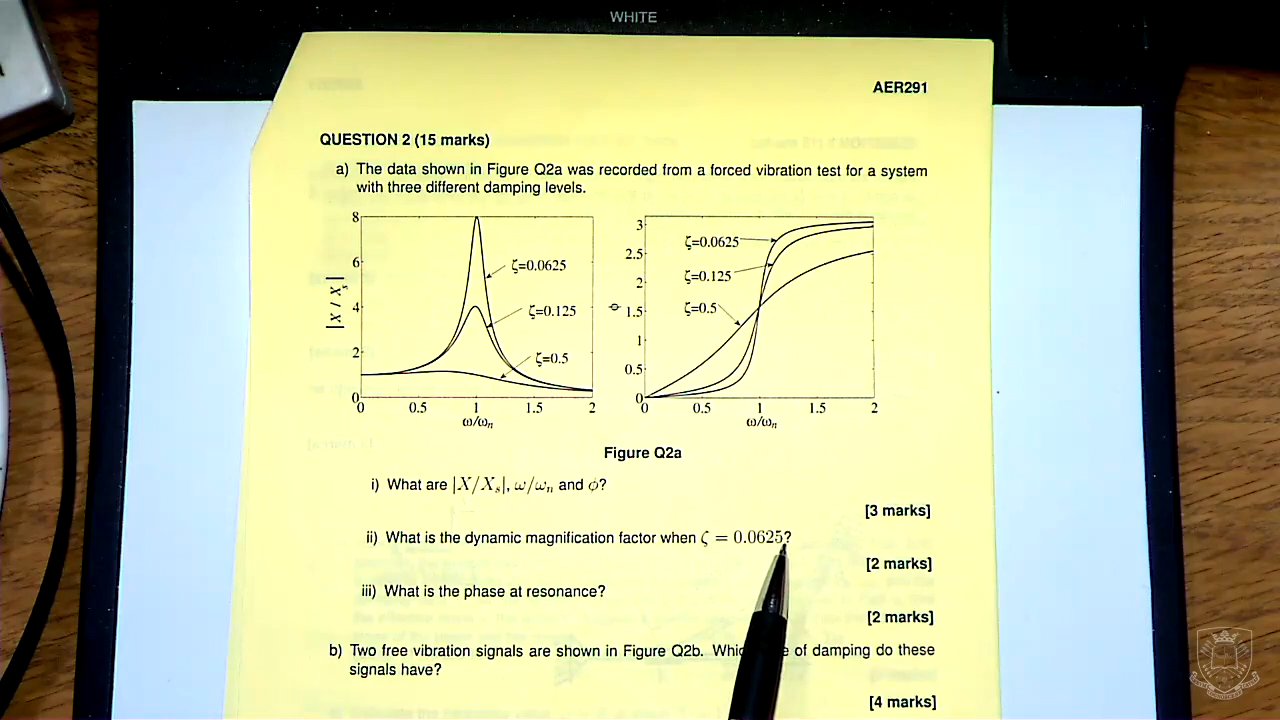 WHITE
AER291
QUESTION 2 (15 marks)
a) The data shown in Figure Q2a was recorded from a forced vibration test for a system
with three different damping levels.
8
6
4
2
0
|X / Xs|
ζ=0.0625
ζ=0.125
ζ=0.5
0 0.5 1 1.5 2
ω/ωn
3
2.5
2
1.5
1
0.5
0
ϕ
ζ=0.0625
ζ=0.125
ζ=0.5
0 0.5 1 1.5 2
ω/ωn
Figure Q2a
i) What are |X/Xs|, ω/ωn and ϕ?
[3 marks]
ii) What is the dynamic magnification factor when ζ = 0.0625?
[2 marks]
iii) What is the phase at resonance?
[2 marks]
b) Two free vibration signals are shown in Figure Q2b. of damping do these
signals have?
[4 marks]